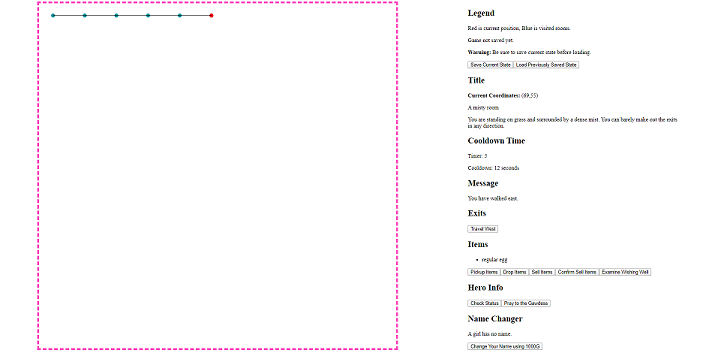 Legend
Red is current position, Blue is visited rooms.
Game not saved yet.
Warning: Be sure to save current state before loading.
Save Current State Load Previously Saved State
Title
Current Coordinates: (69,55)
A misty room
You are standing on grass and surrounded by a dense mist. You can barely make out the exits
in any direction.
Cooldown Time
Timer: 5
Cooldown: 12 seconds
Message
You have walked east.
Exits
Travel West
Items
regular egg
Pickup Items Drop Items Sell Items Confirm Sell Items Examine Wishing Well
Hero Info
Check Status Pray to the Gawdess
Name Changer
A girl has no name.
Change Your Name using 1000G